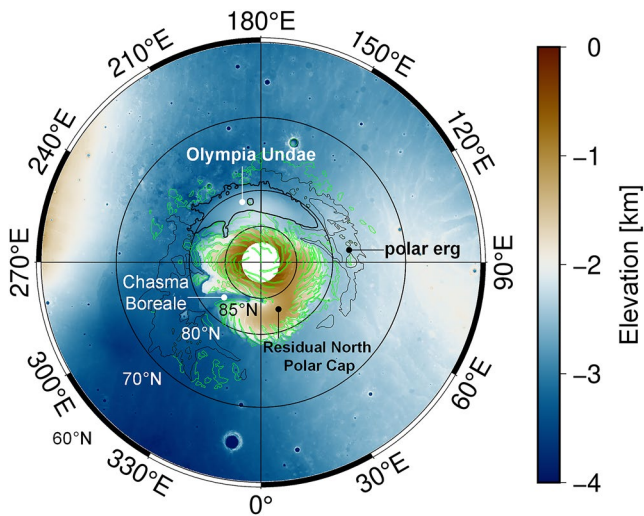 180°E
210°E
150°E
240°E
120°E
270°E
90°E
300°E
60°E
330°E
30°E
0°
Olympia Undae
polar erg
Chasma
Boreale
85°N
80°N
Residual North
Polar Cap
70°N
60°N
0
−1
−2
−3
−4
Elevation [km]